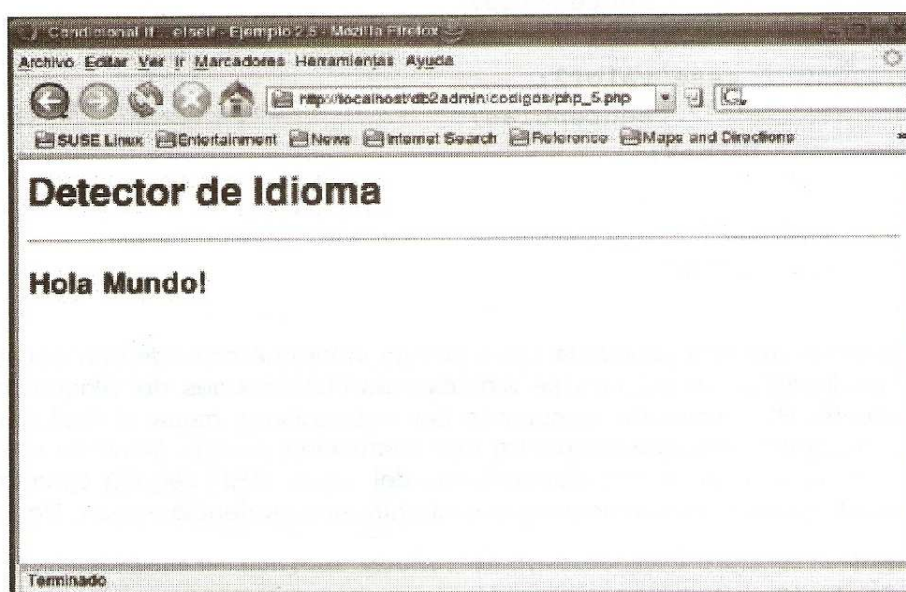 Condicional if... elseif - Ejemplo 2.5 - Mozilla Firefox
Archivo Editar Ver Ir Marcadores Herramientas Ayuda
http://localhost/db2admin/codigos/php_5.php
SUSE Linux Entertainment News Internet Search Reference Maps and Directions
Detector de Idioma
Hola Mundo!
Terminado